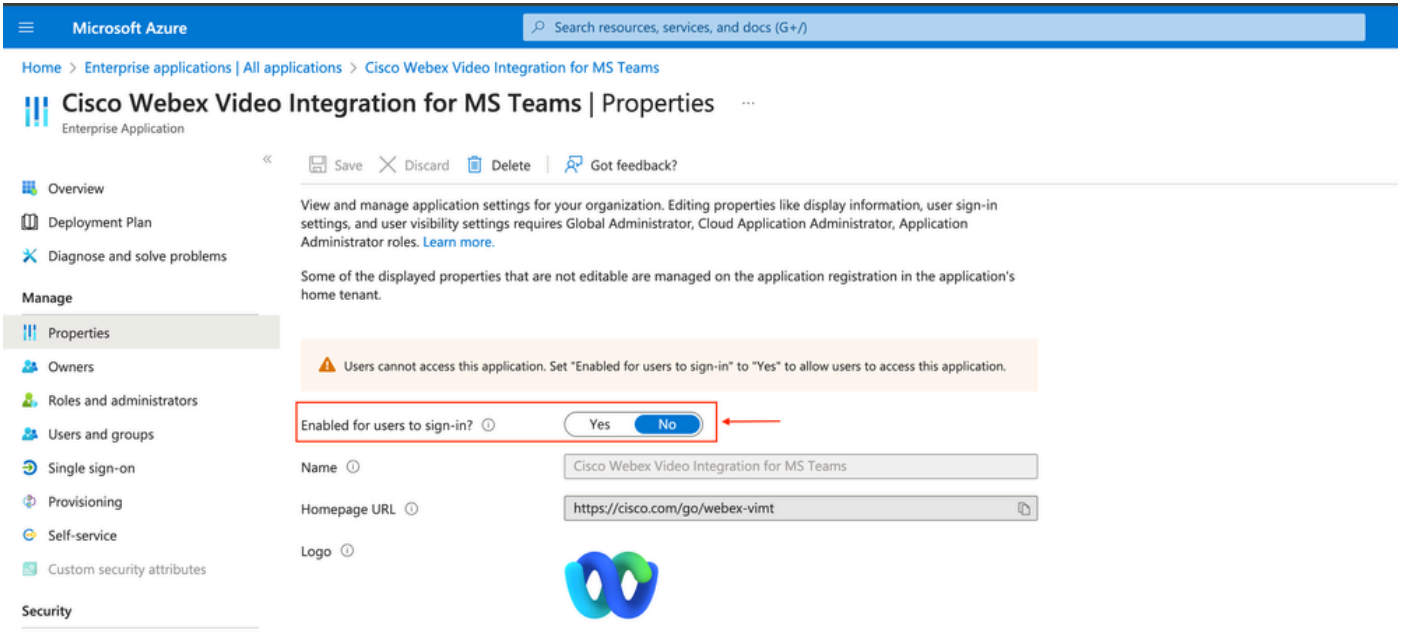 Microsoft Azure
Search resources, services, and docs (G+/)
Home > Enterprise applications | All applications > Cisco Webex Video Integration for MS Teams
Cisco Webex Video Integration for MS Teams | Properties ...
Enterprise Application
Save Discard Delete Got feedback?
Overview
Deployment Plan
Diagnose and solve problems
Manage
Properties
Owners
Roles and administrators
Users and groups
Single sign-on
Provisioning
Self-service
Custom security attributes
Security
View and manage application settings for your organization. Editing properties like display information, user sign-in
settings, and user visibility settings requires Global Administrator, Cloud Application Administrator, Application
Administrator roles. Learn more.
Some of the displayed properties that are not editable are managed on the application registration in the application's
home tenant.
Users cannot access this application. Set "Enabled for users to sign-in" to "Yes" to allow users to access this application.
Enabled for users to sign-in? Yes No
Name Cisco Webex Video Integration for MS Teams
Homepage URL https://cisco.com/go/webex-vimt
Logo